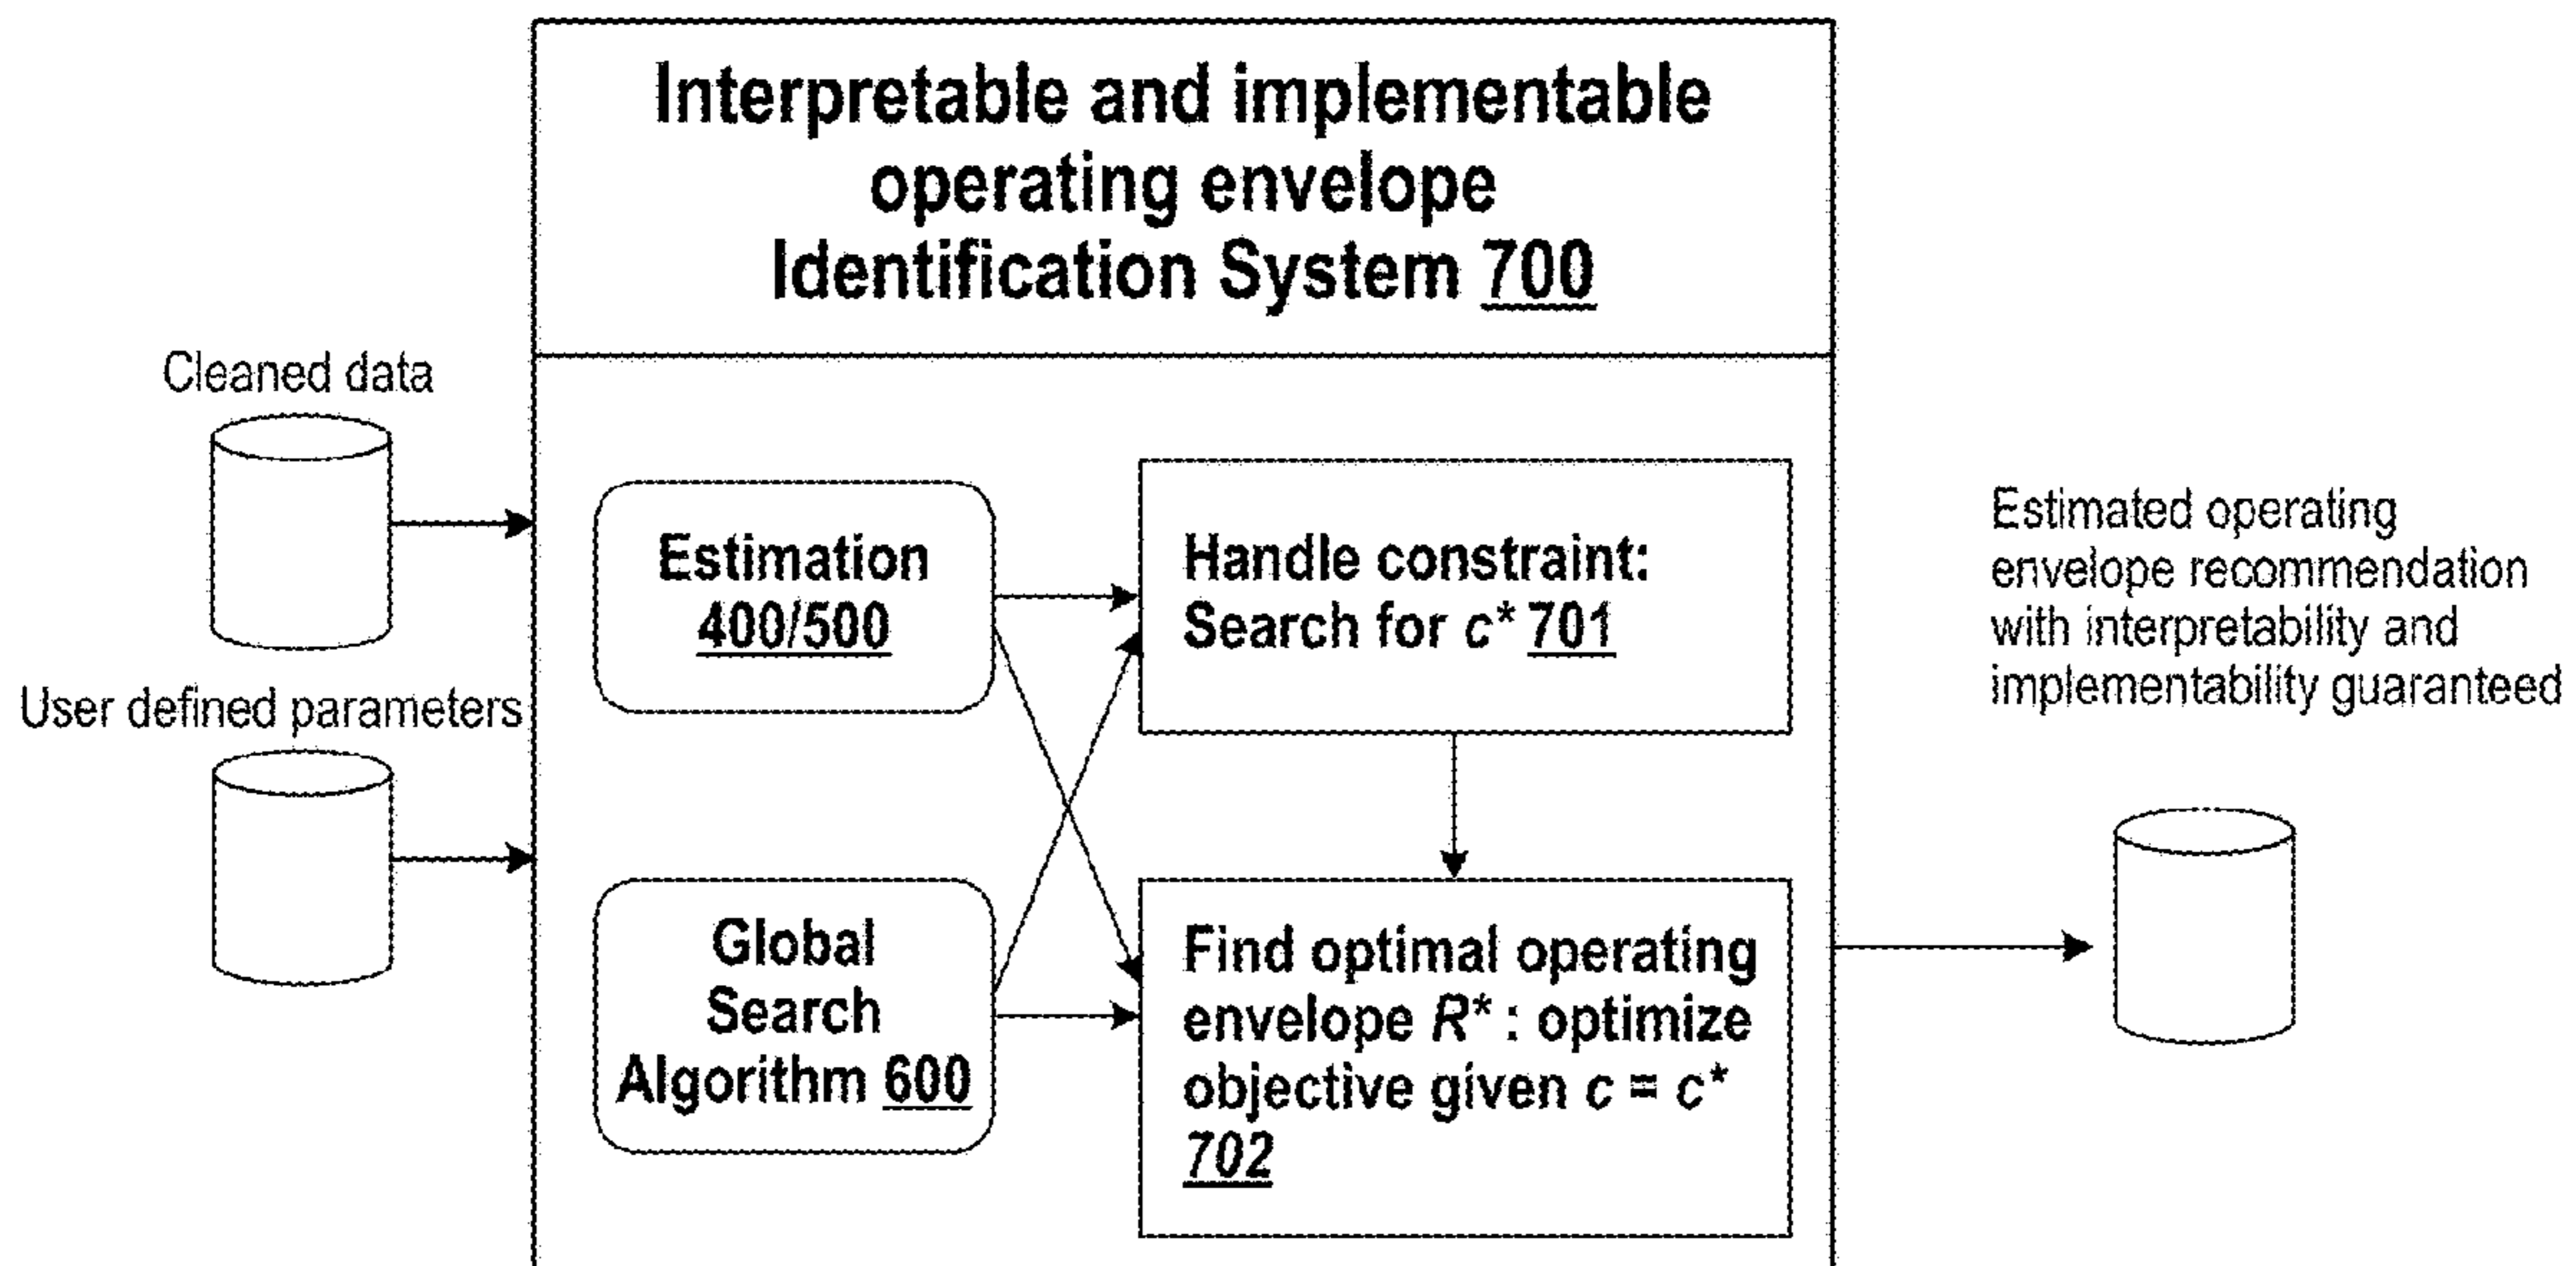 Interpretable and implementable
operating envelope
Identification System 700
Cleaned data
User defined parameters
Estimation
400/500
Global
Search
Algorithm 600
Handle constraint:
Search for c* 701
Find optimal operating
envelope R* : optimize
objective given c = c*
702
Estimated operating
envelope recommendation
with interpretability and
implementability guaranteed